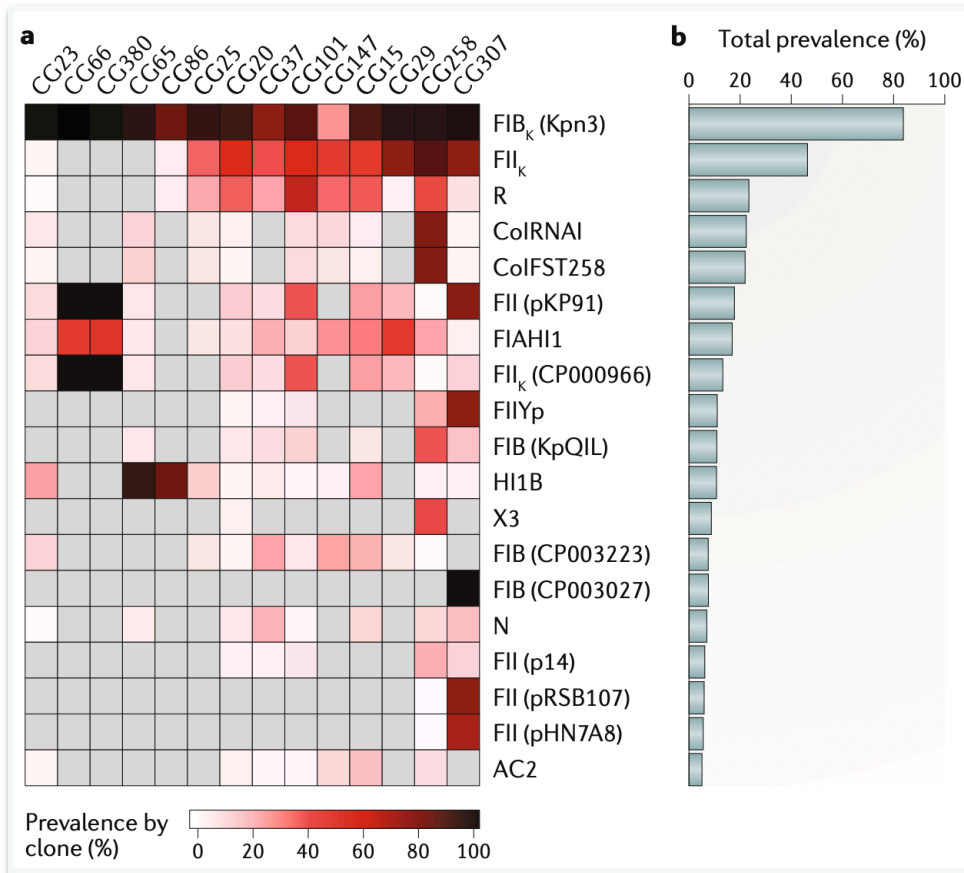 a
CG23 CG66 CG380 CG65 CG86 CG25 CG20 CG37 CG101 CG147 CG15 CG29 CG258 CG307
FIBK (Kpn3)
FIIK
R
ColRNAI
ColFST258
FII (pKP91)
FIAHI1
FIIK (CP000966)
FIIYp
FIB (KpQIL)
HI1B
X3
FIB (CP003223)
FIB (CP003027)
N
FII (p14)
FII (pRSB107)
FII (pHN7A8)
AC2
Prevalence by
clone (%)
0 20 40 60 80 100
b Total prevalence (%)
0 20 40 60 80 100